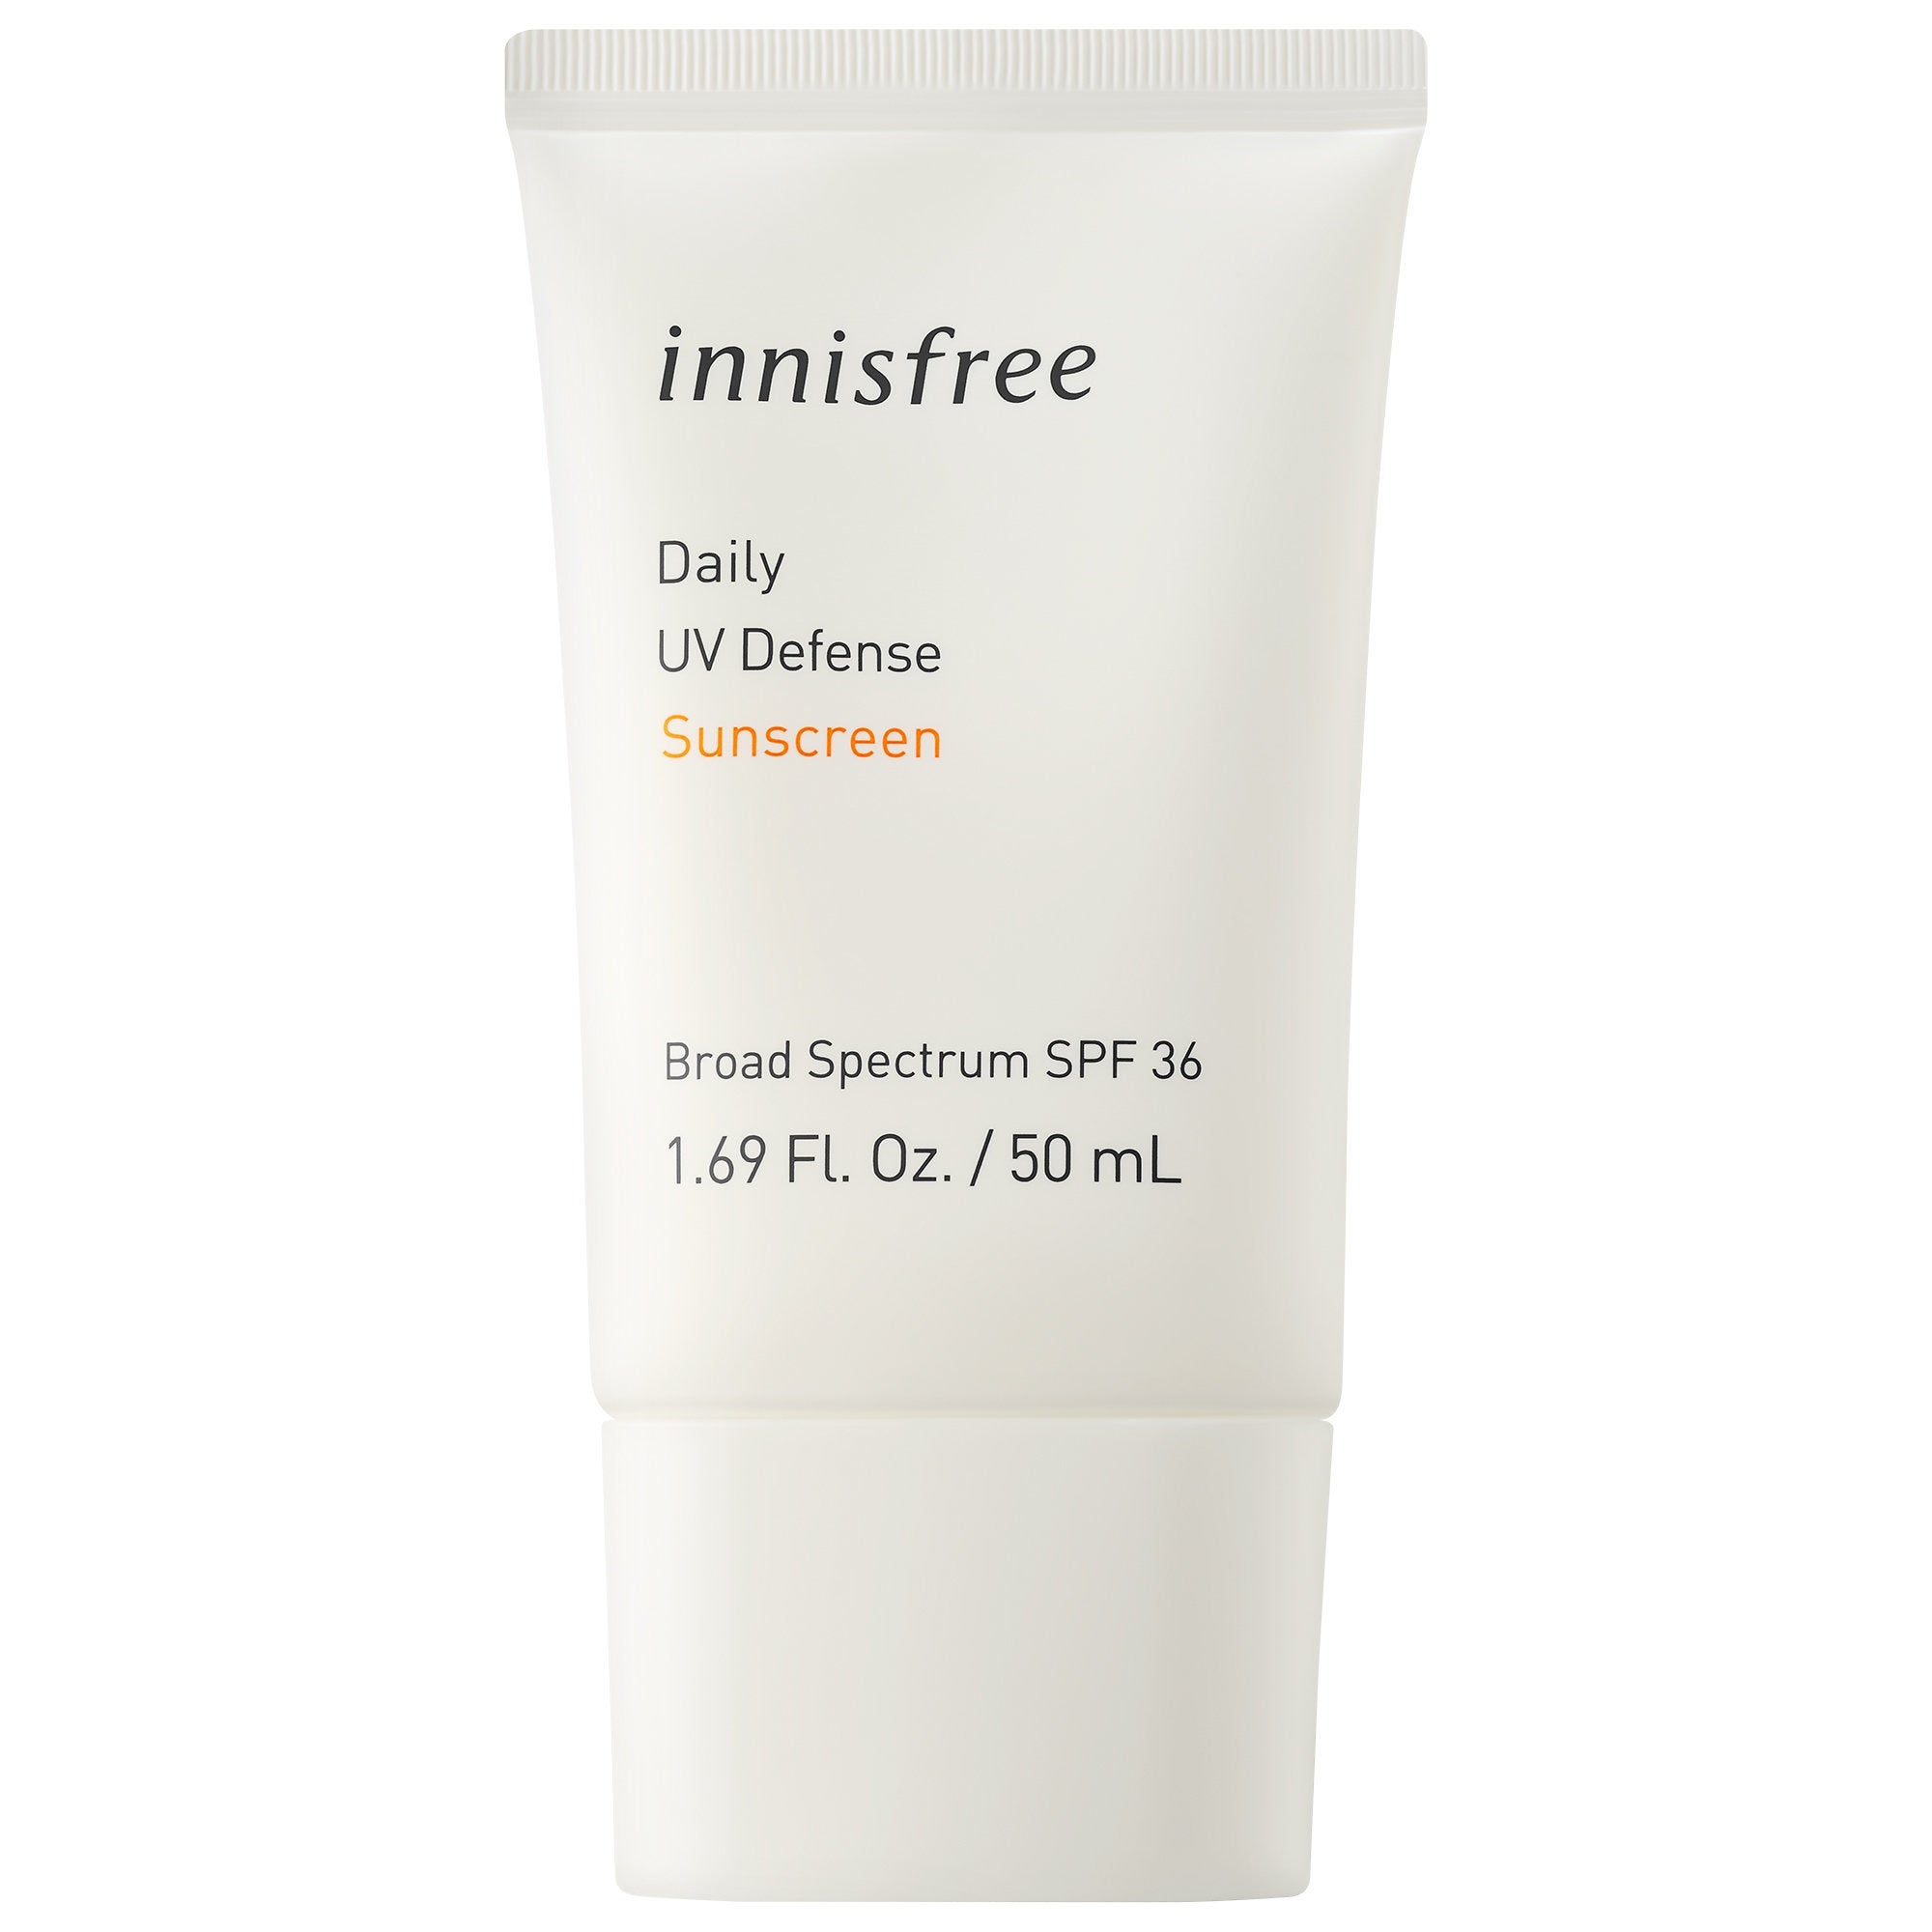 innisfree
Daily
UV Defense
Sunscreen
Broad Spectrum SPF 36
1.69 Fl. Oz. / 50 mL